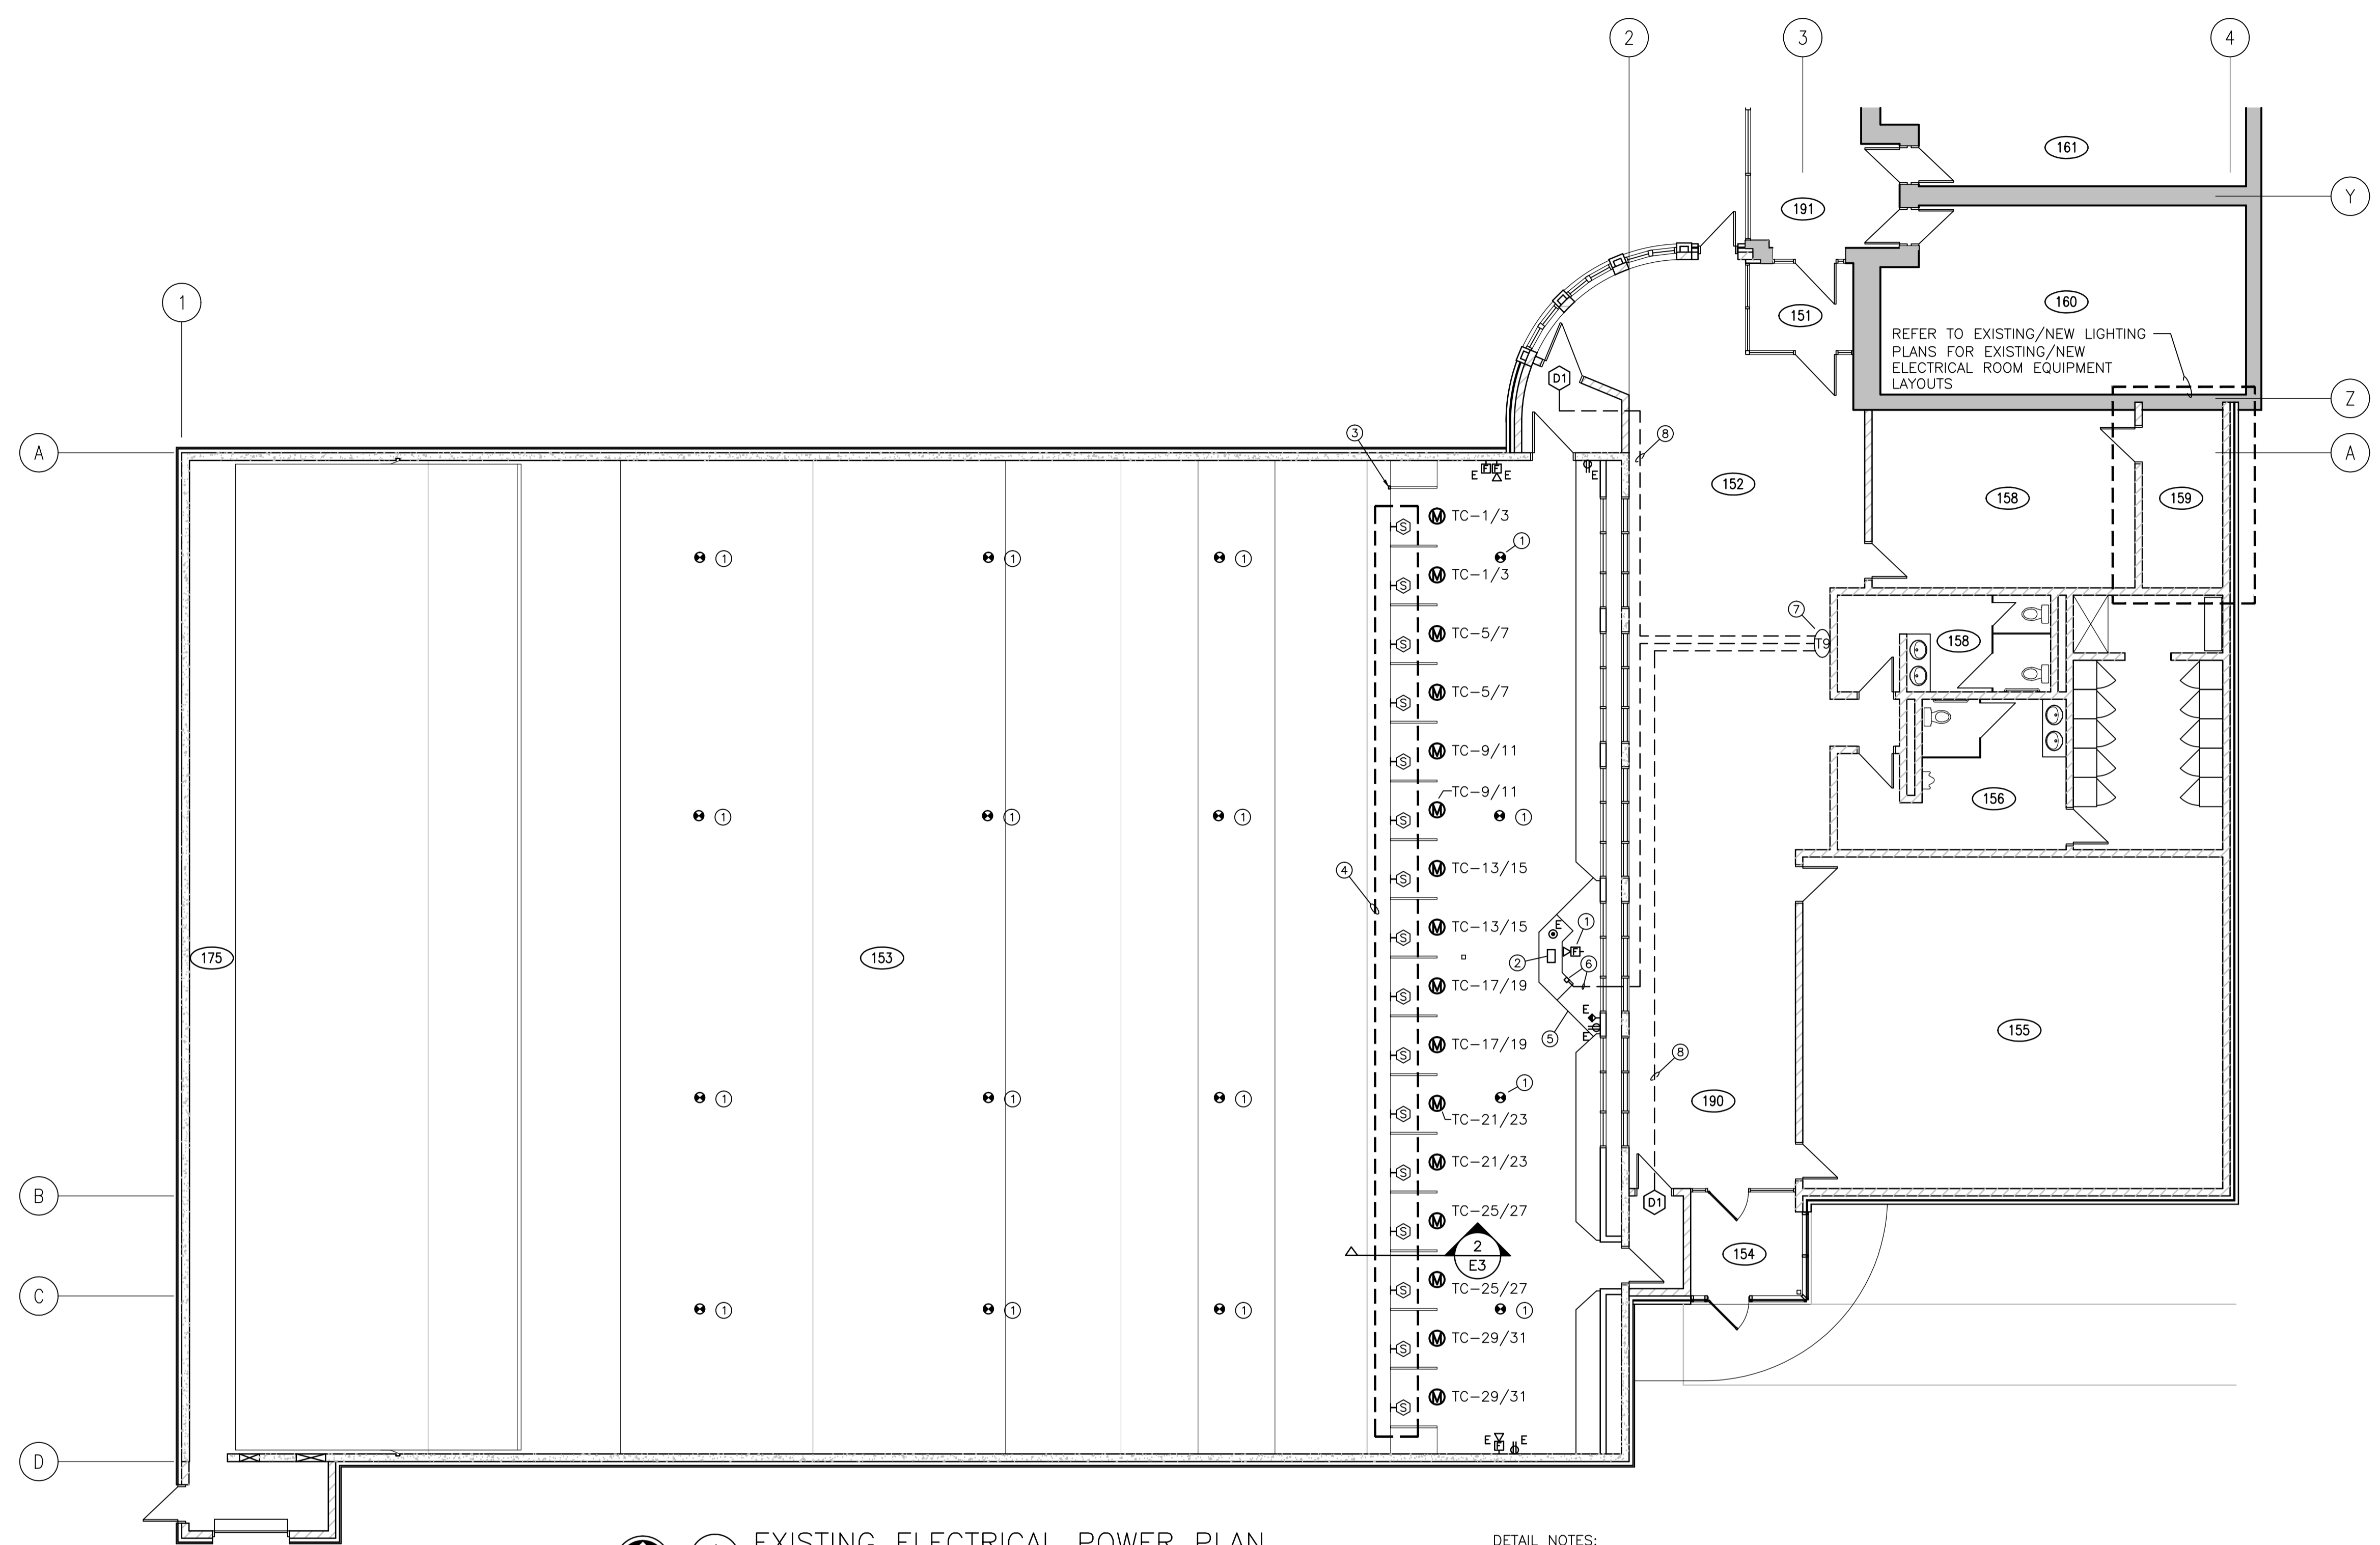 2
3
4
161
191
Y
1
151
160
REFER TO EXISTING/NEW LIGHTING
PLANS FOR EXISTING/NEW
ELECTRICAL ROOM EQUIPMENT
LAYOUTS
D1
Z
A
3
8
A
E
F
F
E
E
152
158
159
S
M
TC-1/3
1
1
1
1
S
M
TC-1/3
7
T9
158
S
M
TC-5/7
S
M
TC-5/7
S
M
TC-9/11
156
1
1
1
S
M
TC-9/11
1
4
S
M
TC-13/15
S
M
TC-13/15
E
1
F
175
153
2
6
S
M
TC-17/19
E
5
E
155
S
M
TC-17/19
8
1
1
1
1
190
S
M
TC-21/23
S
M
TC-21/23
B
D1
S
M
TC-25/27
2
E3
154
C
S
M
TC-25/27
1
1
1
1
S
M
TC-29/31
S
M
TC-29/31
E
F
E
D
EXISTING ELECTRICAL POWER PLAN
DETAIL NOTES: